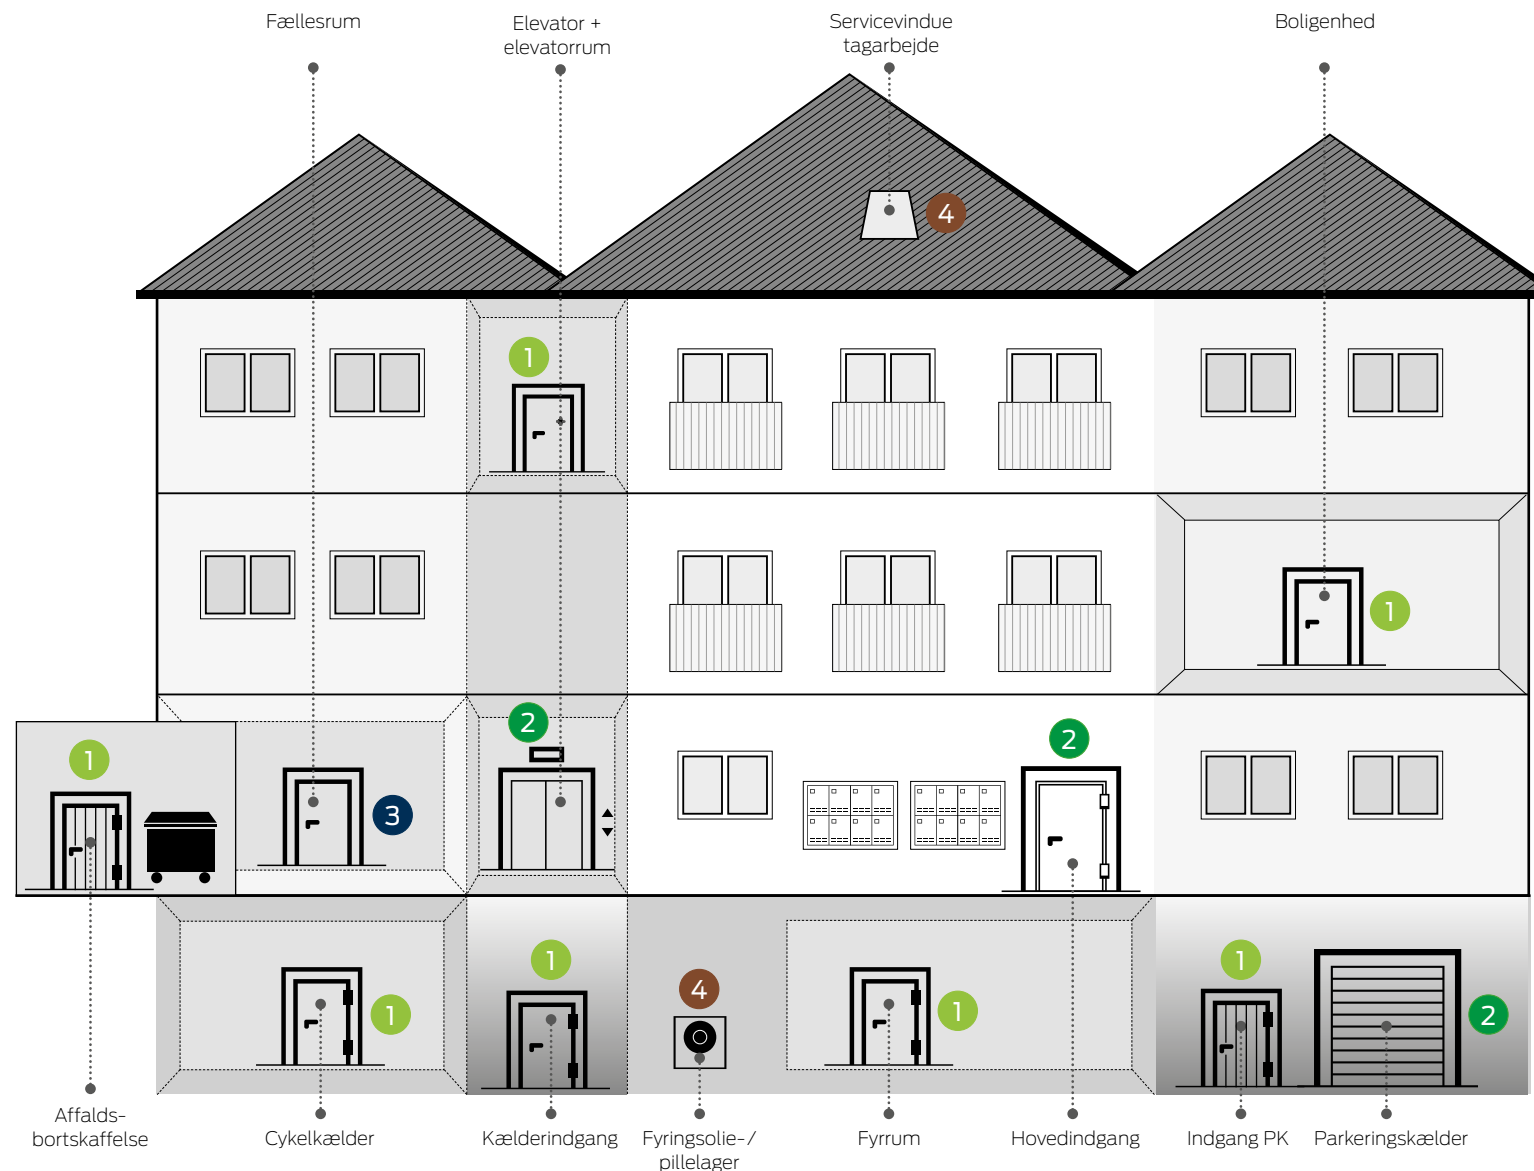 Fællesrum
Elevator +
elevatorrum
Servicevindue
tagarbejde
Boligenhed
4
1
1
2
2
1
3
1
1
4
1
1
2
Affalds-
bortskaffelse
Cykelkælder
Kælderindgang
Fyringsolie-/
pillelager
Fyrrum
Hovedindgang
Indgang PK
Parkeringskælder